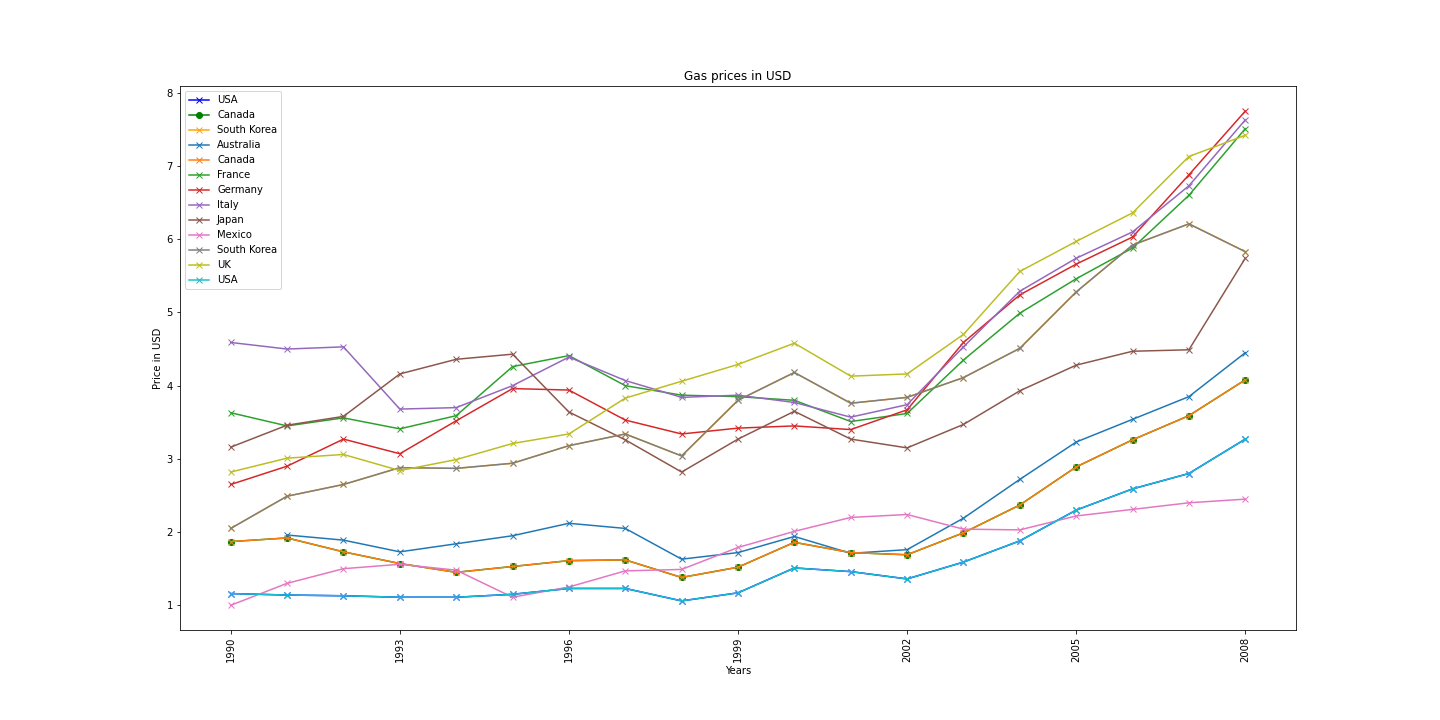 Gas prices in USD
8
7
6
5
4
3
2
1
Price in USD
USA
Canada
South Korea
Australia
Canada
France
Germany
Italy
Japan
Mexico
South Korea
UK
USA
1990
1993
1996
1999
2002
2005
2008
Years